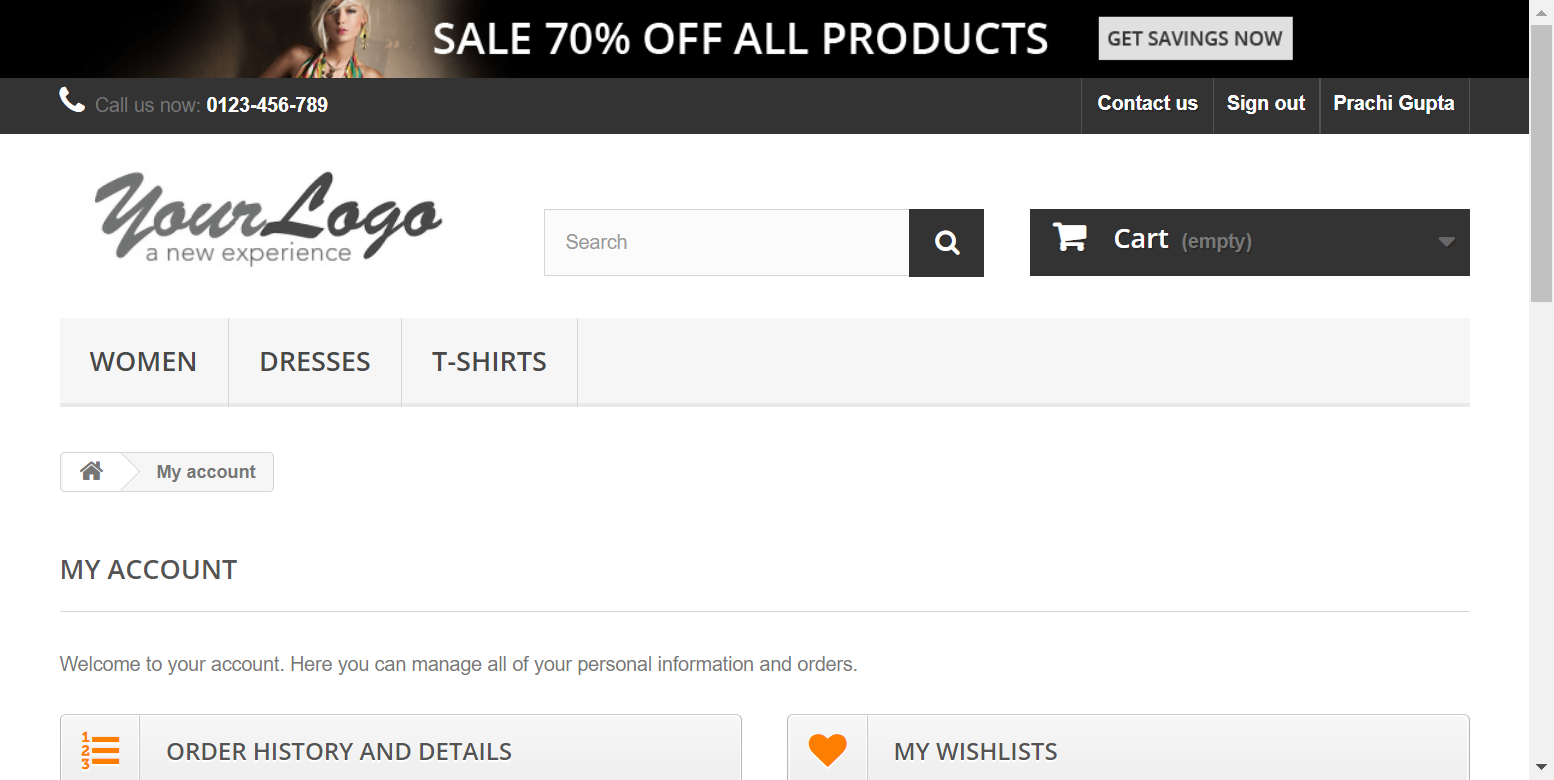 SALE 70% OFF ALL PRODUCTS GET SAVINGS NOW
Call us now: 0123-456-789 Contact us Sign out Prachi Gupta
Your Logo
a new experience
Search
Cart (empty)
WOMEN DRESSES T-SHIRTS
My account
MY ACCOUNT
Welcome to your account. Here you can manage all of your personal information and orders.
1
2
3
ORDER HISTORY AND DETAILS MY WISHLISTS